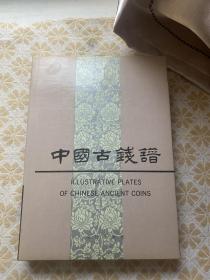 中國古錢譜
ILLUSTRATIVE PLATES
OF CHINESE ANCIENT COINS